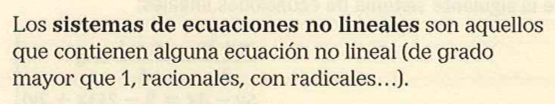 Los sistemas de ecuaciones no lineales son aquellos
que contienen alguna ecuación no lineal (de grado
mayor que 1, racionales, con radicales…).